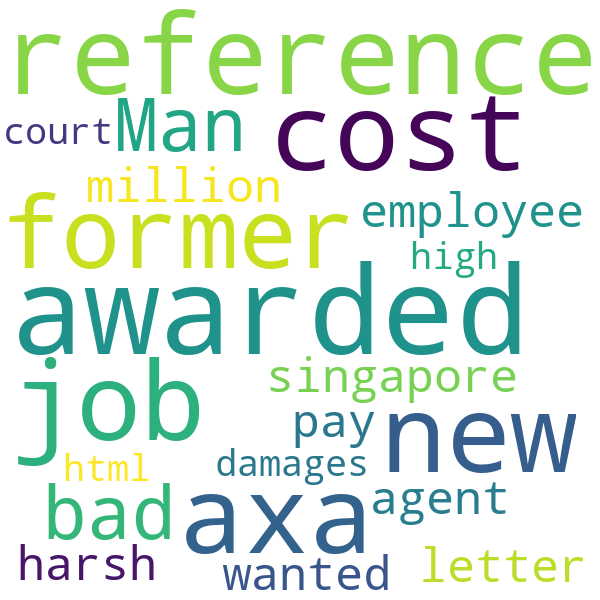 reference
court Man cost
million
former employee
high
awarded
singapore
job pay new
html damages
bad axa agent
harsh wanted letter